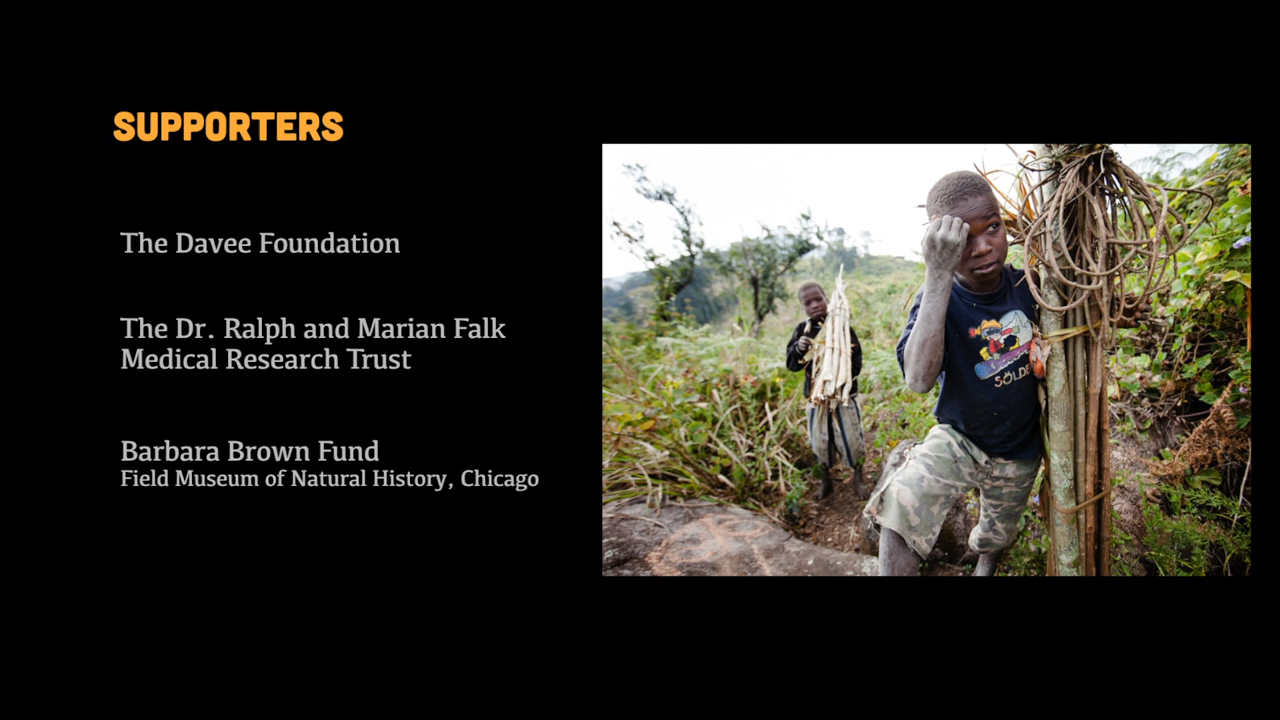 SUPPORTERS
The Davee Foundation
The Dr. Ralph and Marian Falk
Medical Research Trust
Barbara Brown Fund
Field Museum of Natural History, Chicago